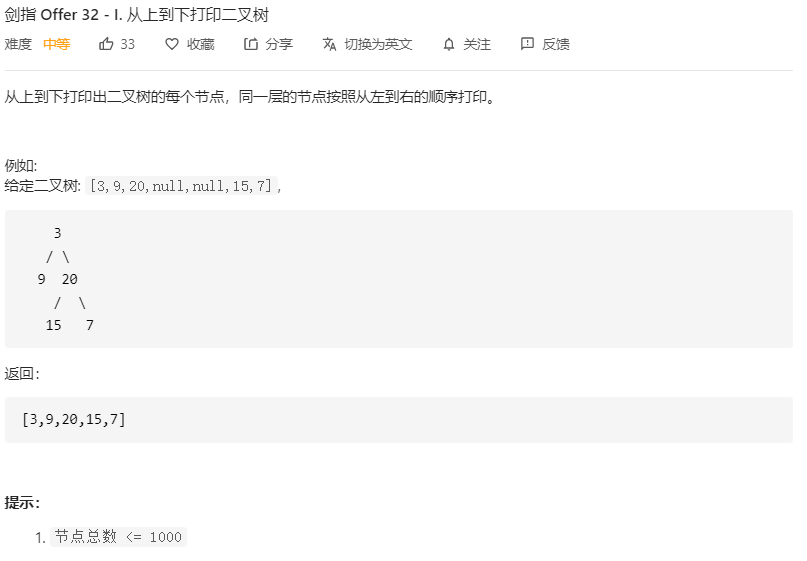 剑指 Offer 32 - I. 从上到下打印二叉树
难度 中等 33 收藏 分享 切换为英文 关注 反馈
从上到下打印出二叉树的每个节点，同一层的节点按照从左到右的顺序打印。
例如:
给定二叉树: [3,9,20,null,null,15,7],
3
/ \
9 20
/ \
15 7
返回：
[3,9,20,15,7]
提示：
1. 节点总数 <= 1000